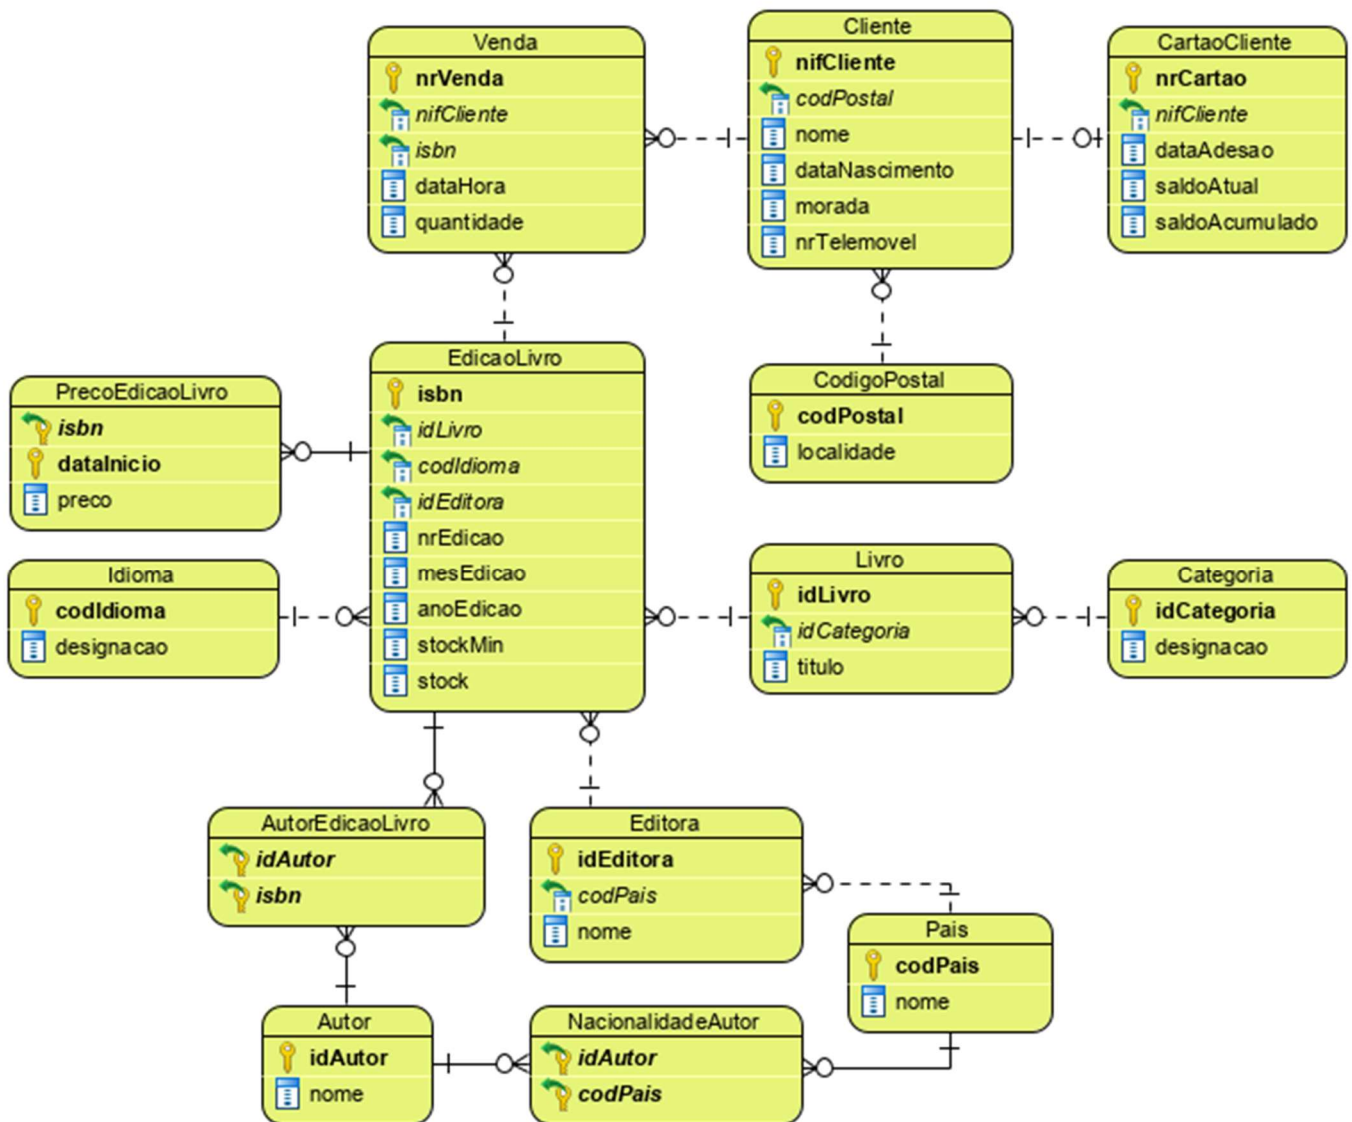 Venda
nrVenda
nifCliente
isbn
dataHora
quantidade
Cliente
nifCliente
codPostal
nome
dataNascimento
morada
nrTelemovel
CartaoCliente
nrCartao
nifCliente
dataAdesao
saldoAtual
saldoAcumulado
PrecoEdicaoLivro
isbn
dataInicio
preco
EdicaoLivro
isbn
idLivro
codIdioma
idEditora
nrEdicao
mesEdicao
anoEdicao
stockMin
stock
CodigoPostal
codPostal
localidade
Idioma
codIdioma
designacao
Livro
idLivro
idCategoria
titulo
Categoria
idCategoria
designacao
AutorEdicaoLivro
idAutor
isbn
Editora
idEditora
codPais
nome
Pais
codPais
nome
Autor
idAutor
nome
NacionalidadeAutor
idAutor
codPais